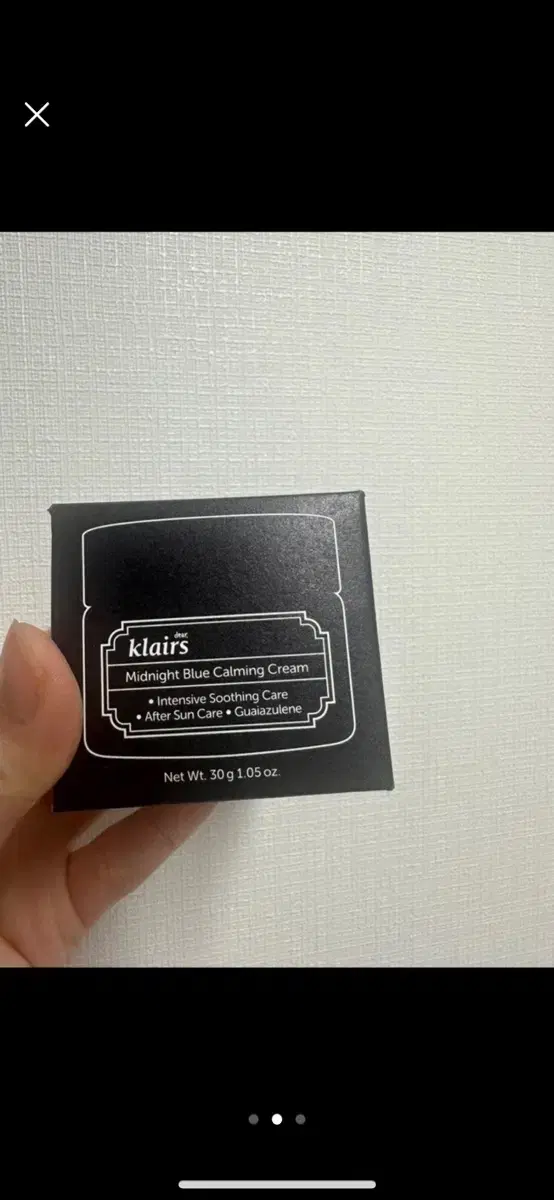 dear,
klairs
Midnight Blue Calming Cream
• Intensive Soothing Care
• After Sun Care • Guaiazulene
Net Wt. 30 g 1.05 oz.